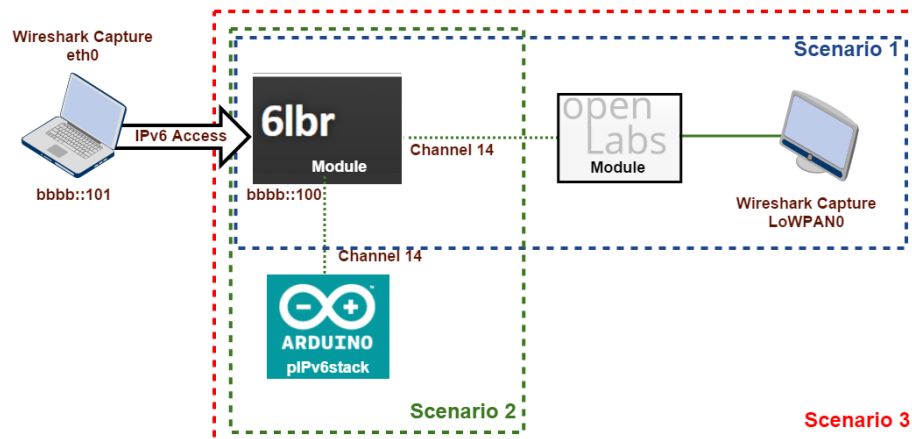 Wireshark Capture
eth0
IPv6 Access
bbbb::101
6lbr
Module
bbbb::100
Channel 14
open
Labs
Module
Scenario 1
Wireshark Capture
LoWPAN0
Channel 14
ARDUINO
pIPv6stack
TM
Scenario 2
Scenario 3